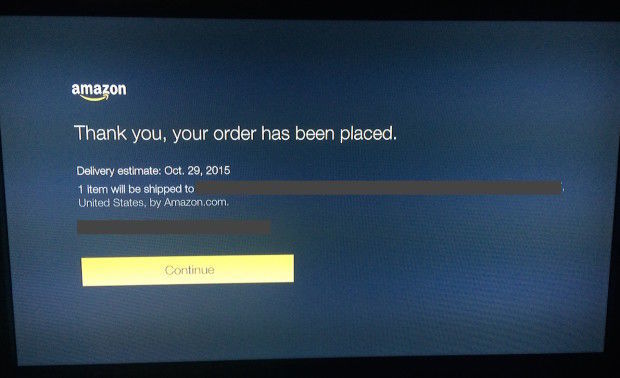 amazon
Thank you, your order has been placed.
Delivery estimate: Oct. 29, 2015
1 item will be shipped to
United States, by Amazon.com.
Continue